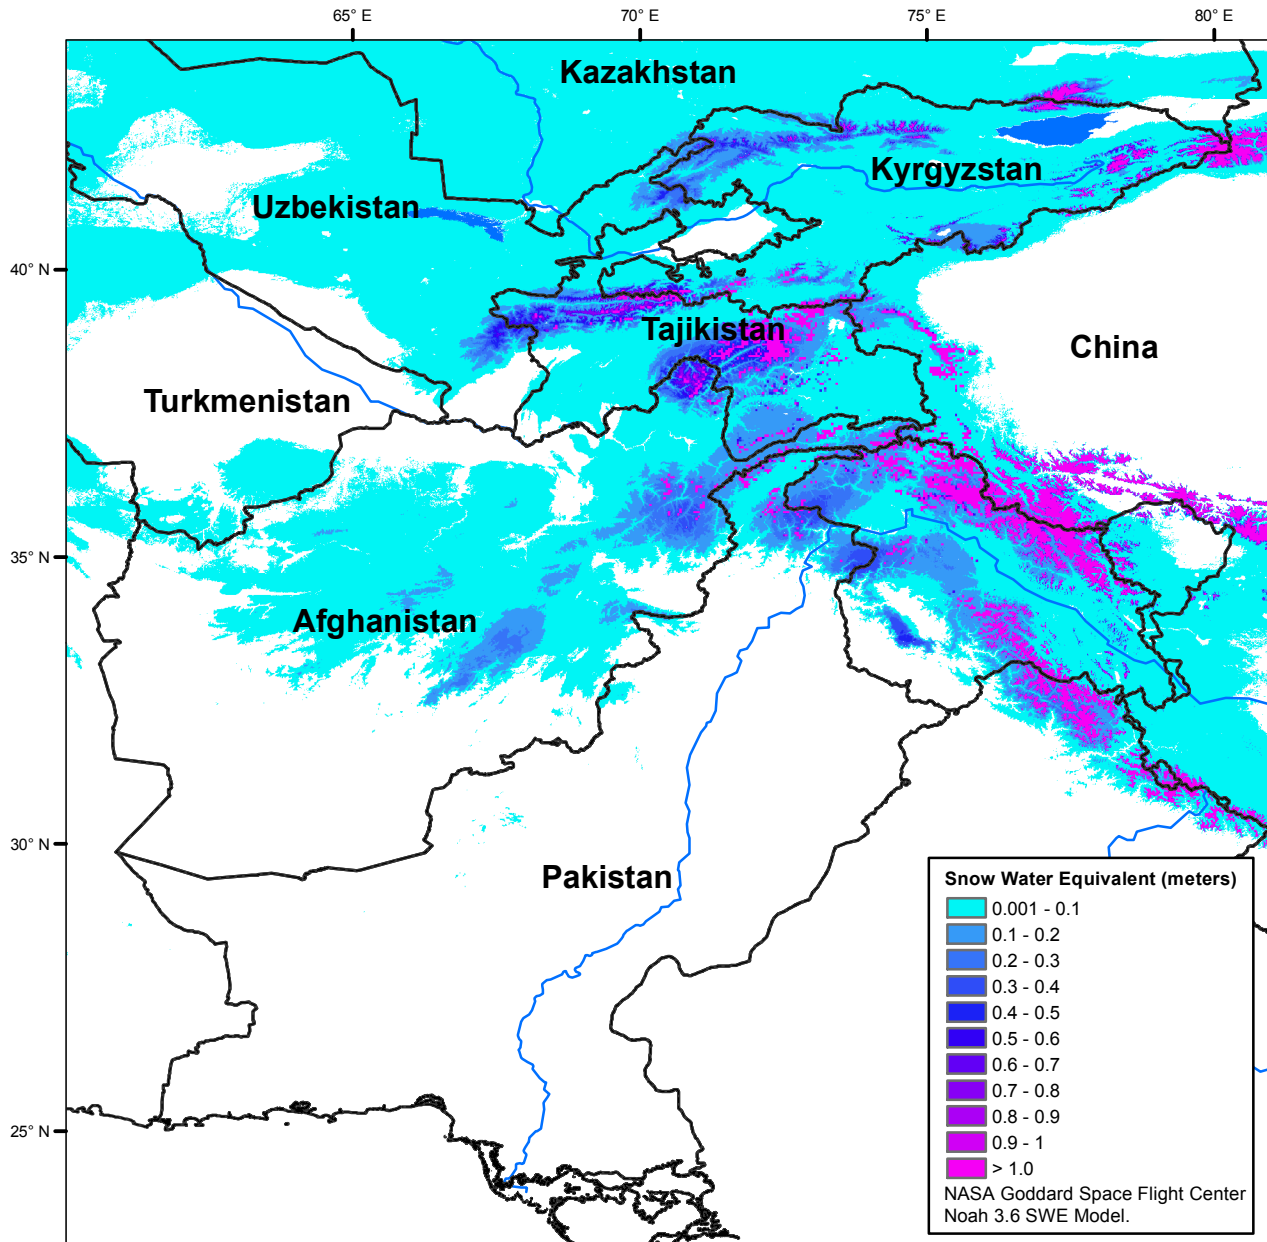 65° E
70° E
75° E
80° E
Kazakhstan
Kyrgyzstan
Uzbekistan
40° N
Tajikistan
China
Turkmenistan
35° N
Afghanistan
30° N
Pakistan
25° N
Snow Water Equivalent (meters)
0.001 - 0.1
0.1 - 0.2
0.2 - 0.3
0.3 - 0.4
0.4 - 0.5
0.5 - 0.6
0.6 - 0.7
0.7 - 0.8
0.8 - 0.9
0.9 - 1
> 1.0
NASA Goddard Space Flight Center
Noah 3.6 SWE Model.